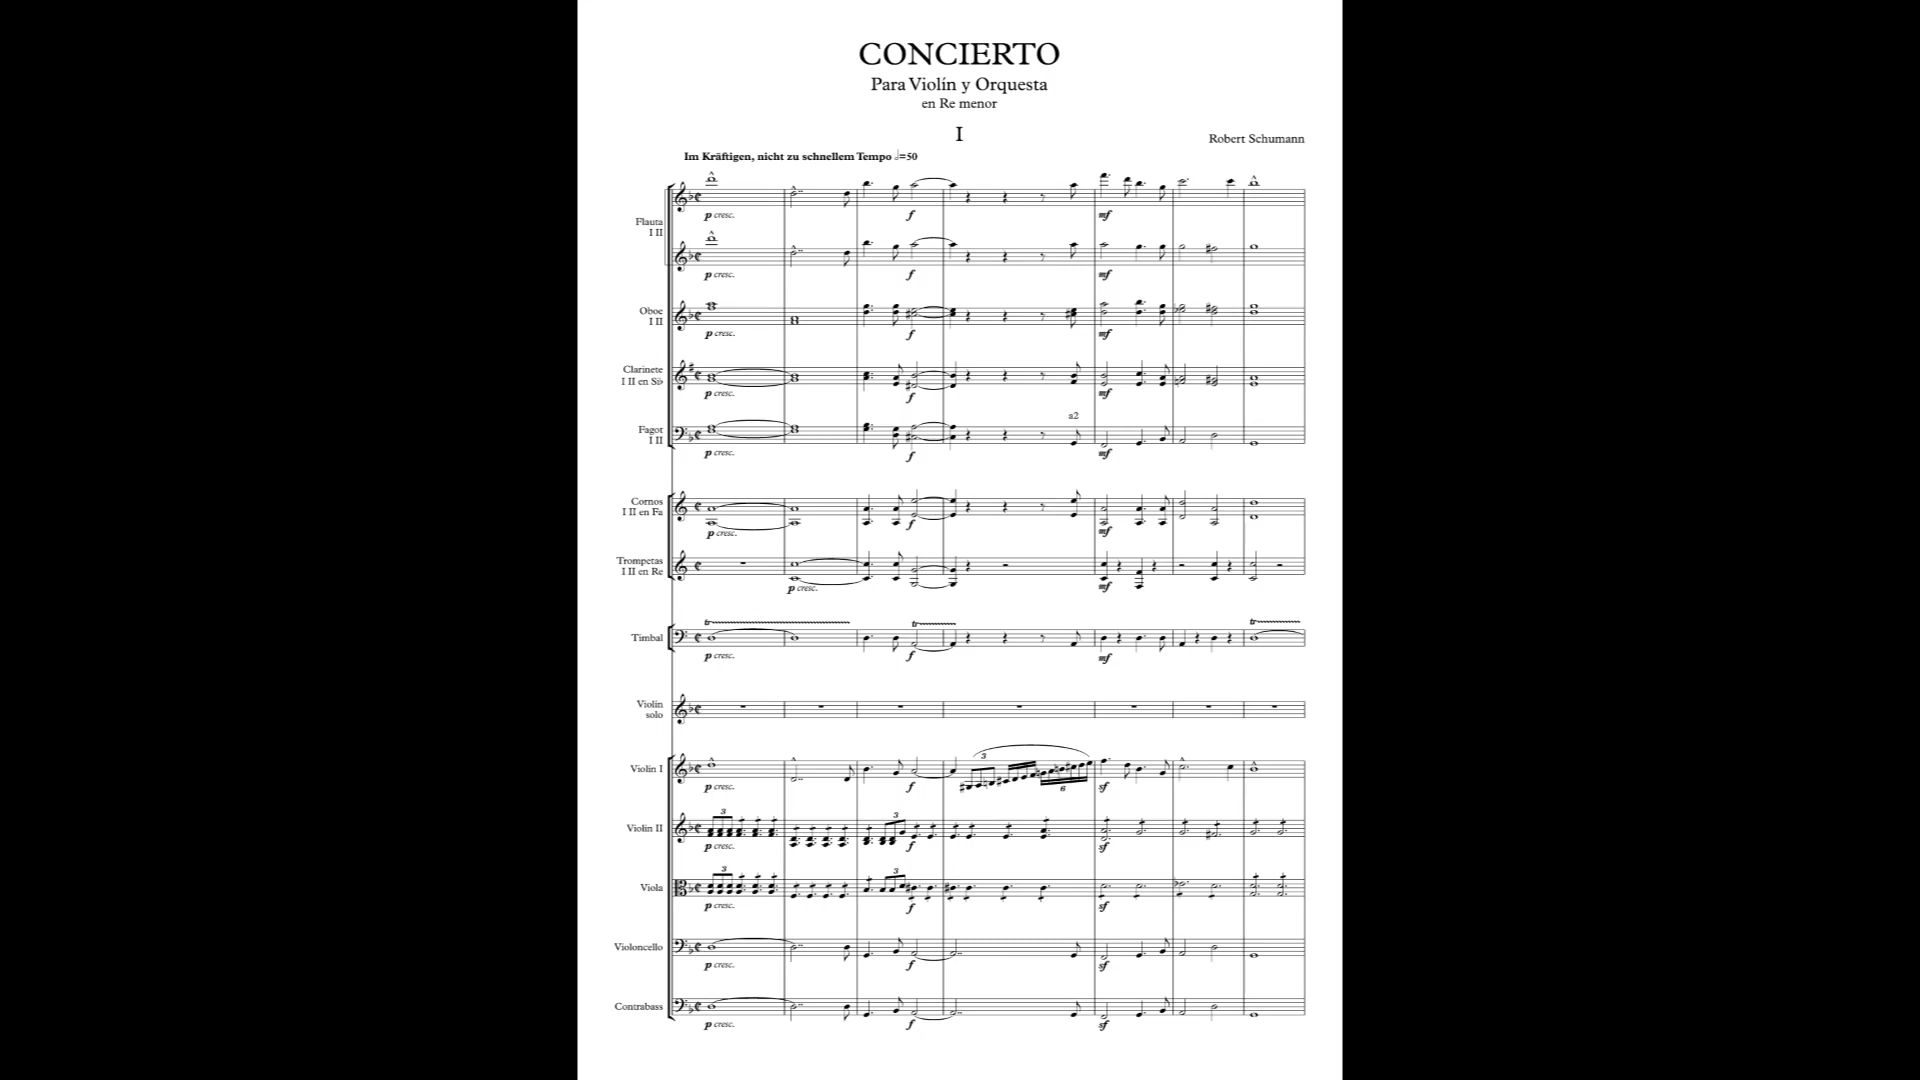 CONCIERTO
Para Violín y Orquesta
en Re menor
I
Robert Schumann
Im Kräftigen, nicht zu schnellem Tempo 𝅗𝅥=50
Flauta
I II
p cresc.
f
mf
p cresc.
f
mf
Oboe
I II
p cresc.
f
mf
Clarinete
I II en Si♭
p cresc.
f
mf
a2
Fagot
I II
p cresc.
f
mf
Cornos
I II en Fa
p cresc.
f
mf
Trompetas
I II en Re
p cresc.
mf
tr tr tr
Timbal
p cresc.
f
mf
Violín
solo
3
Violin I
p cresc.
f
6
sf
3 3
Violin II
p cresc.
f
sf
3 3
Viola
p cresc.
f
sf
Violoncello
p cresc.
f
sf
Contrabass
p cresc.
f
sf